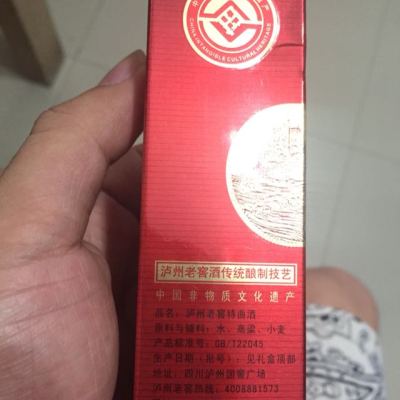 CHINA INTANGIBLE CULTURAL HERITAGE
泸州老窖酒传统酿制技艺
中国非物质文化遗产
品名：泸州老窖特曲酒
原料与辅料：水、高粱、小麦
产品标准号：GB/T22045
生产日期（批号）：见礼盒顶部
地址：四川泸州国窖广场
泸州老窖热线：4008881573